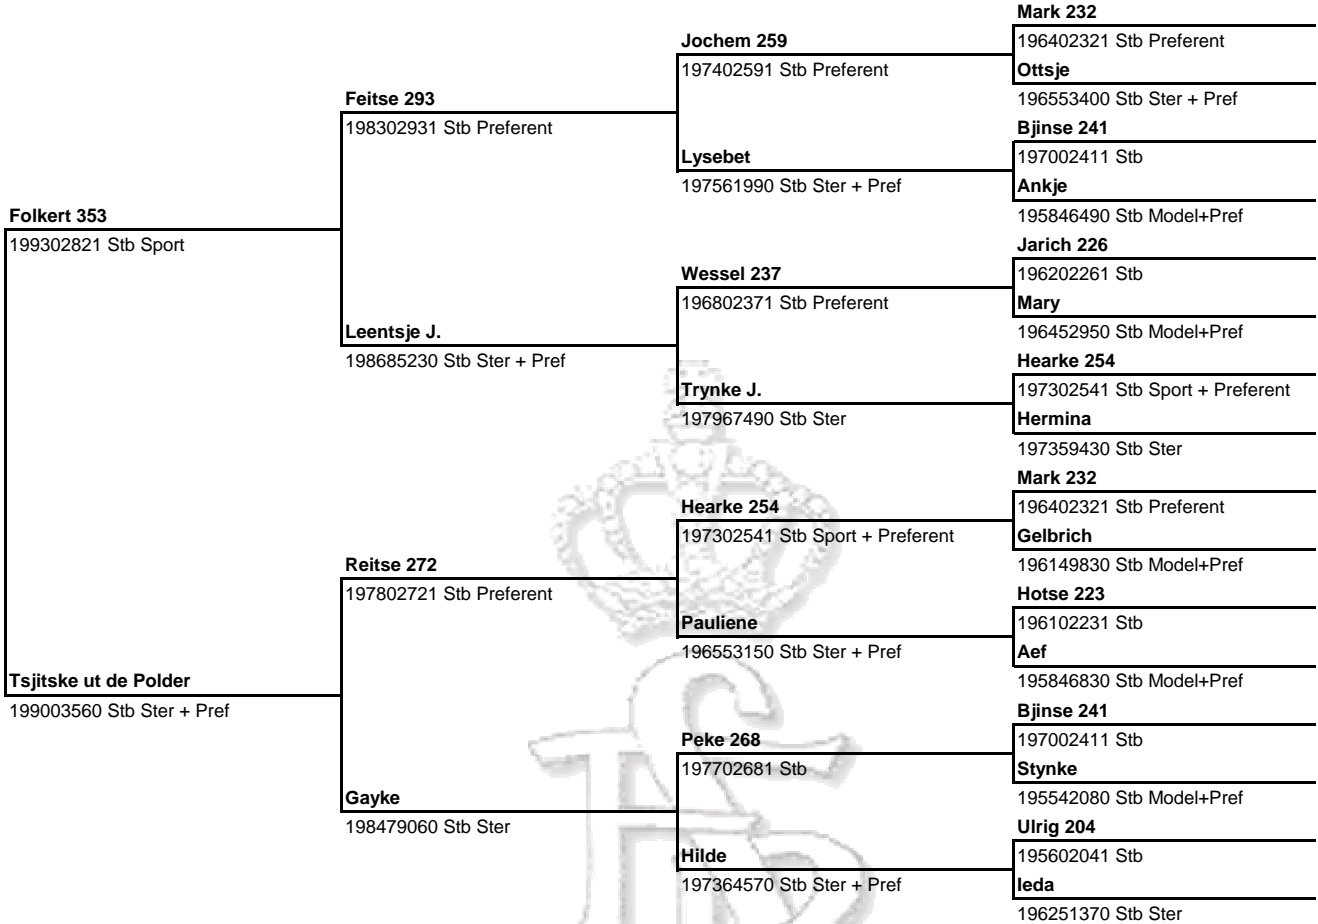 Mark 232
Jochem 259
196402321 Stb Preferent
197402591 Stb Preferent
Ottsje
Feitse 293
196553400 Stb Ster + Pref
198302931 Stb Preferent
Bjinse 241
Lysebet
197002411 Stb
197561990 Stb Ster + Pref
Ankje
Folkert 353
195846490 Stb Model+Pref
199302821 Stb Sport
Jarich 226
Wessel 237
196202261 Stb
196802371 Stb Preferent
Mary
Leentsje J.
196452950 Stb Model+Pref
198685230 Stb Ster + Pref
Hearke 254
Trynke J.
197302541 Stb Sport + Preferent
197967490 Stb Ster
Hermina
197359430 Stb Ster
Mark 232
Hearke 254
196402321 Stb Preferent
197302541 Stb Sport + Preferent
Gelbrich
Reitse 272
196149830 Stb Model+Pref
197802721 Stb Preferent
Hotse 223
Pauliene
196102231 Stb
196553150 Stb Ster + Pref
Aef
Tsjitske ut de Polder
195846830 Stb Model+Pref
199003560 Stb Ster + Pref
Bjinse 241
Peke 268
197002411 Stb
197702681 Stb
Stynke
Gayke
195542080 Stb Model+Pref
198479060 Stb Ster
Ulrig 204
Hilde
195602041 Stb
197364570 Stb Ster + Pref
Ieda
196251370 Stb Ster